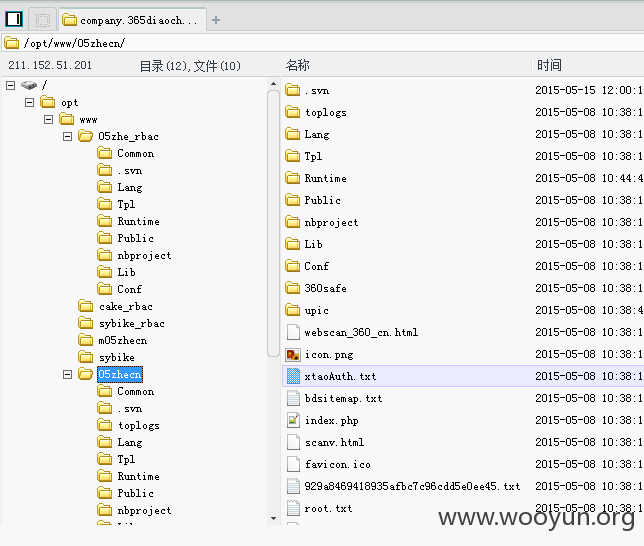 company.365diaoch...
/opt/www/05zhecn/
211.152.51.201 目录(12),文件(10) 名称 时间
/
opt
www
05zhe_rbac
Common
.svn
Lang
Tpl
Runtime
Public
nbproject
Lib
Conf
cake_rbac
sybike_rbac
m05zhecn
sybike
05zhecn
Common
.svn
toplogs
Lang
Tpl
Runtime
Public
nbproject
.svn 2015-05-15 12:00:1
toplogs 2015-05-08 10:38:1
Lang 2015-05-08 10:38:1
Tpl 2015-05-08 10:38:1
Runtime 2015-05-08 10:44:4
Public 2015-05-08 10:38:1
nbproject 2015-05-08 10:38:1
Lib 2015-05-08 10:38:1
Conf 2015-05-08 10:38:1
360safe 2015-05-08 10:38:1
upic 2015-05-08 10:38:4
webscan_360_cn.html 2015-05-08 10:38:1
icon.png 2015-05-08 10:38:1
xtaoAuth.txt 2015-05-08 10:38:1
bdsitemap.txt 2015-05-08 10:38:1
index.php 2015-05-08 10:38:1
scanv.html 2015-05-08 10:38:1
favicon.ico 2015-05-08 10:38:1
929a8469418935afbc7c96cdd5e0ee45.txt 2015-05-08 10:38:1
root.txt 2015-05-08 10:38:1
www.wooyun.org